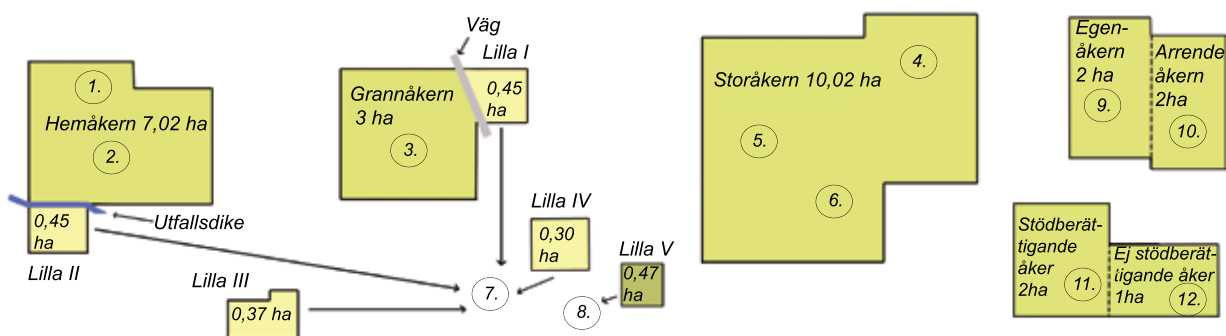 Väg
Lilla I
0,45
ha
1.
Hemåkern 7,02 ha
2.
Grannåkern
3 ha
3.
0,45
ha
Lilla II
Utfallsdike
Lilla III
0,37 ha
Lilla IV
0,30
ha
Lilla V
0,47
ha
7.
8.
4.
Storåkern 10,02 ha
5.
6.
Egen-
åkern
2 ha
9.
Arrende
åkern
2ha
10.
Stödberät-
tigande
åker
2ha
11.
Ej stödberät-
tigande åker
1ha
12.